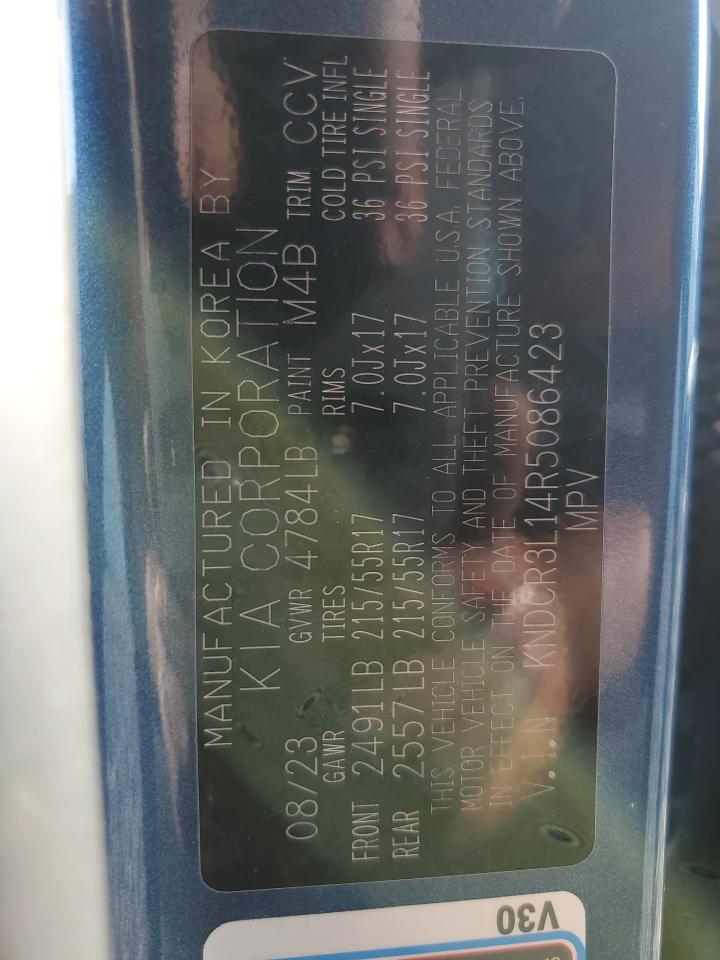 MANUFACTURED IN KOREA BY
KIA CORPORATION
08/23 GVWR 4784LB PAINT M4B TRIM CCV
GAWR TIRES RIMS COLD TIRE INFL
FRONT 2491LB 215/55R17 7.0Jx17 36 PSI SINGLE
REAR 2557LB 215/55R17 7.0Jx17 36 PSI SINGLE
THIS VEHICLE CONFORMS TO ALL APPLICABLE U.S.A. FEDERAL
MOTOR VEHICLE SAFETY AND THEFT PREVENTION STANDARDS
IN EFFECT ON THE DATE OF MANUFACTURE SHOWN ABOVE.
V.I.N KNDCR3L14R5086423
MPV
V30